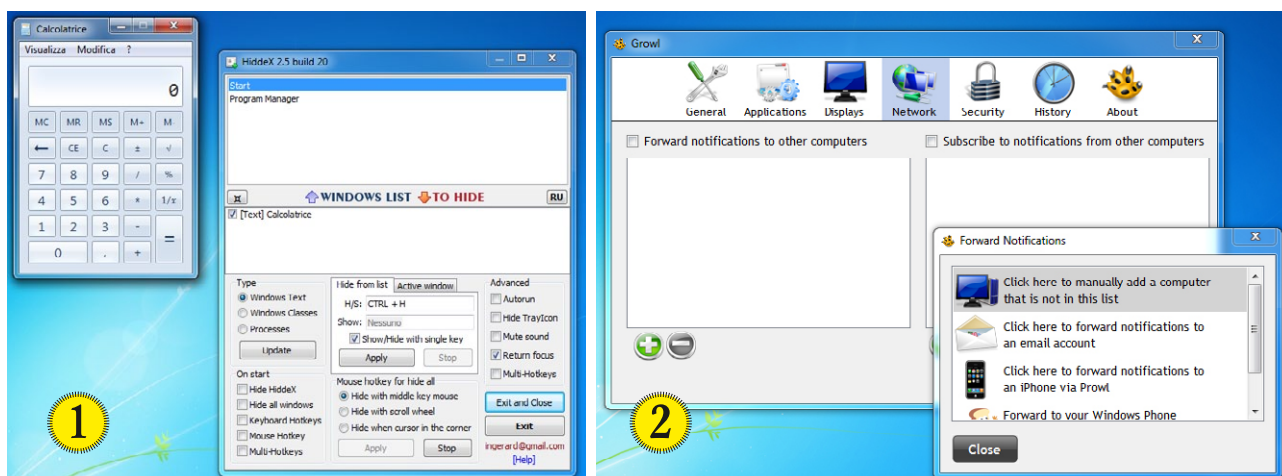 Calcolatrice
Visualizza Modifica ?
0
MC MR MS M+ M-
← CE C ± √
7 8 9 / %
4 5 6 * 1/x
1 2 3 - =
0 . +
HiddeX 2.5 build 20
Start
Program Manager
WINDOWS LIST TO HIDE RU
[Text] Calcolatrice
Type
Windows Text
Windows Classes
Processes
Update
On start
Hide HiddeX
Hide all windows
Keyboard Hotkeys
Mouse Hotkey
Multi-Hotkeys
Hide from list Active window
H/S: CTRL + H
Show: Nessuno
Show/Hide with single key
Apply Stop
Mouse hotkey for hide all
Hide with middle key mouse
Hide with scroll wheel
Hide when cursor in the corner
Apply Stop
Advanced
Autorun
Hide TrayIcon
Mute sound
Return focus
Multi-Hotkeys
Exit and Close
Exit
ingerard@gmail.com
[Help]
1
Growl
General Applications Displays Network Security History About
Forward notifications to other computers
Subscribe to notifications from other computers
Forward Notifications
Click here to manually add a computer
that is not in this list
Click here to forward notifications to
an email account
Click here to forward notifications to
an iPhone via Prowl
Forward to your Windows Phone
Close
2